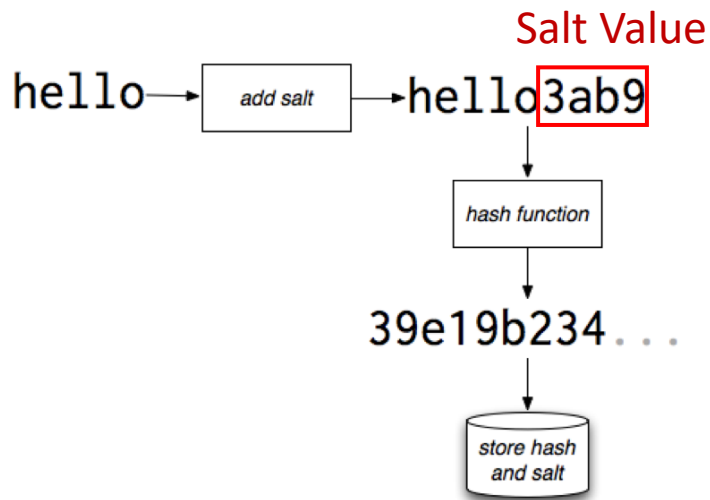 Salt Value
hello
add salt
hello3ab9
hash function
39e19b234...
store hash
and salt